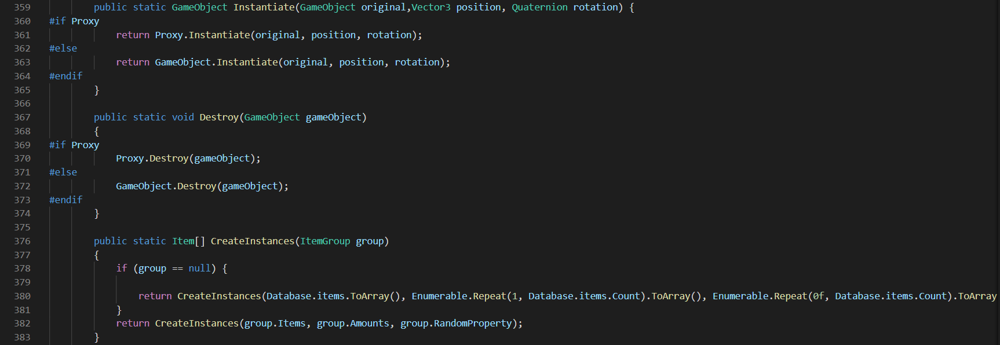 359 public static GameObject Instantiate(GameObject original,Vector3 position, Quaternion rotation) {
360 #if Proxy
361 return Proxy.Instantiate(original, position, rotation);
362 #else
363 return GameObject.Instantiate(original, position, rotation);
364 #endif
365 }
366
367 public static void Destroy(GameObject gameObject)
368 {
369 #if Proxy
370 Proxy.Destroy(gameObject);
371 #else
372 GameObject.Destroy(gameObject);
373 #endif
374 }
375
376 public static Item[] CreateInstances(ItemGroup group)
377 {
378 if (group == null) {
379
380 return CreateInstances(Database.items.ToArray(), Enumerable.Repeat(1, Database.items.Count).ToArray(), Enumerable.Repeat(0f, Database.items.Count).ToArray
381 }
382 return CreateInstances(group.Items, group.Amounts, group.RandomProperty);
383 }